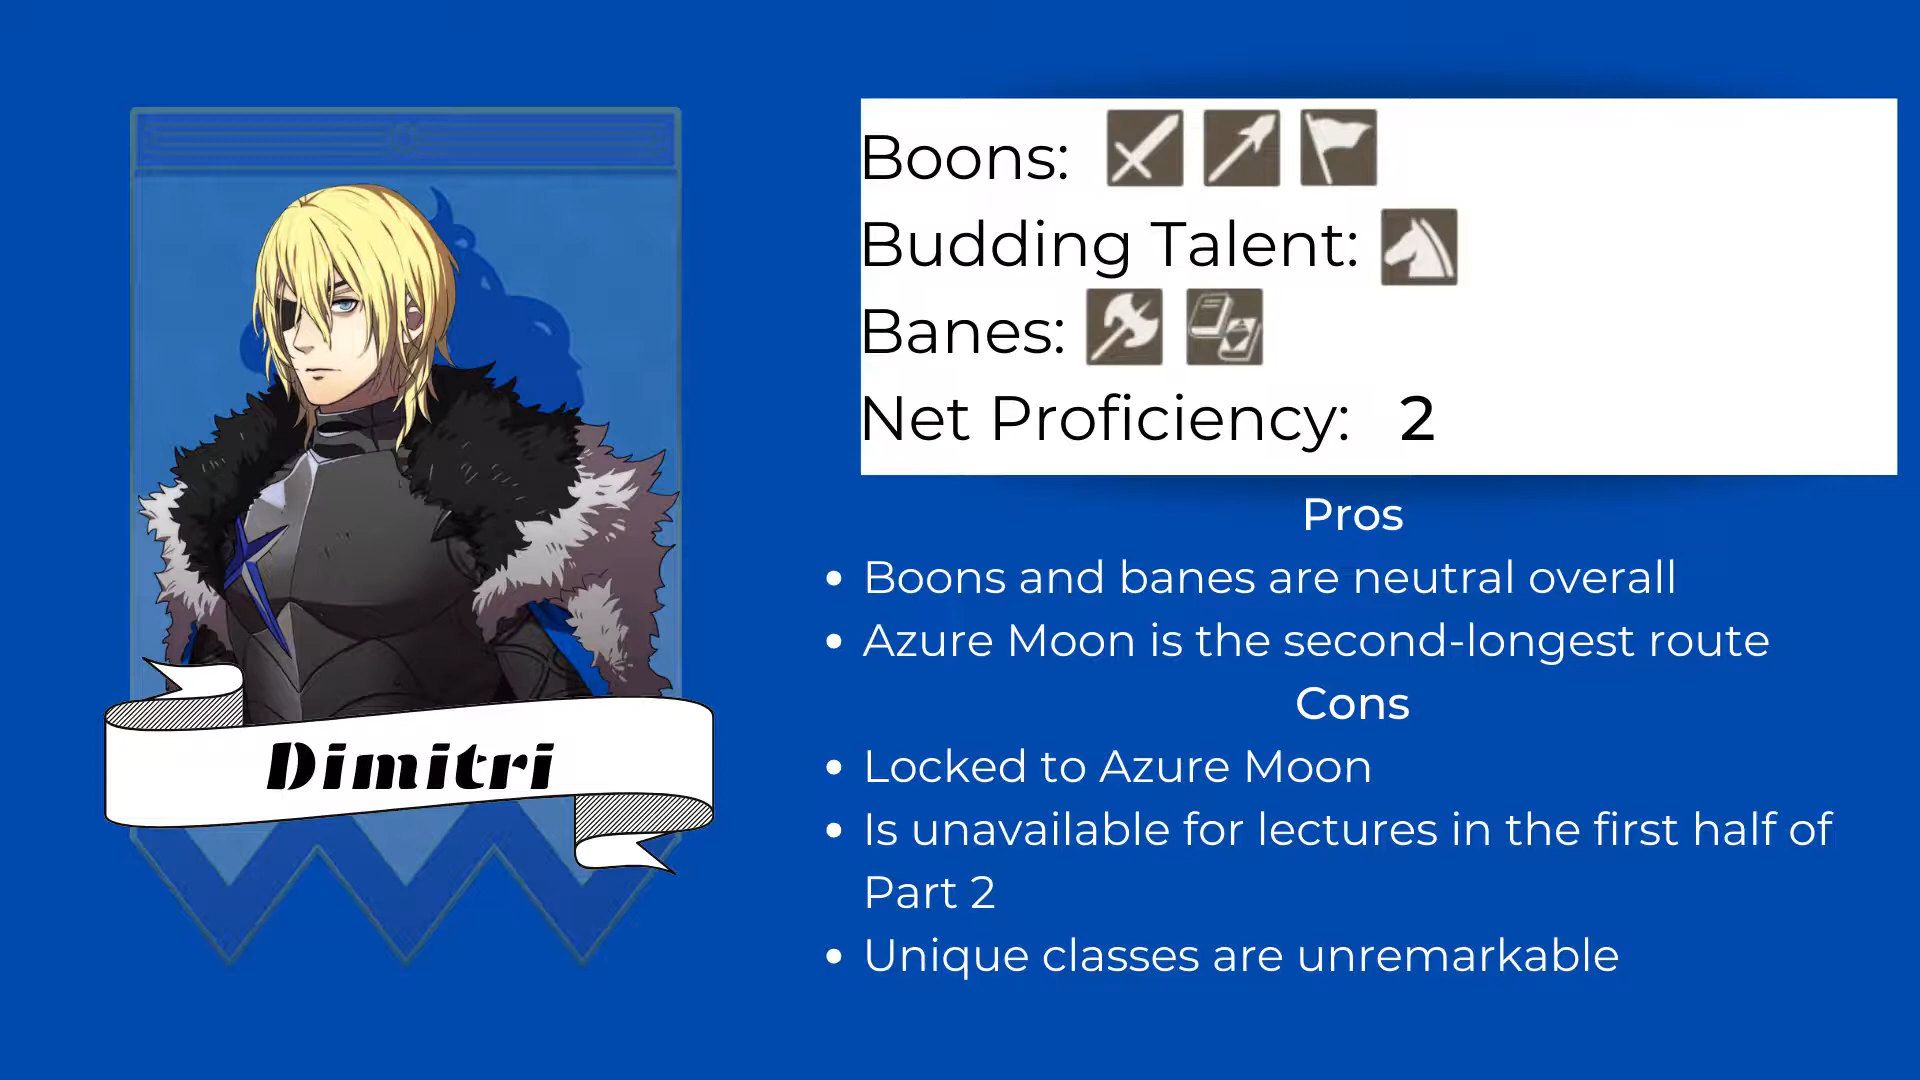 Boons:
Budding Talent:
Banes:
Net Proficiency: 2
Pros
• Boons and banes are neutral overall
• Azure Moon is the second-longest route
Cons
• Locked to Azure Moon
• Is unavailable for lectures in the first half of
Part 2
• Unique classes are unremarkable
Dimitri